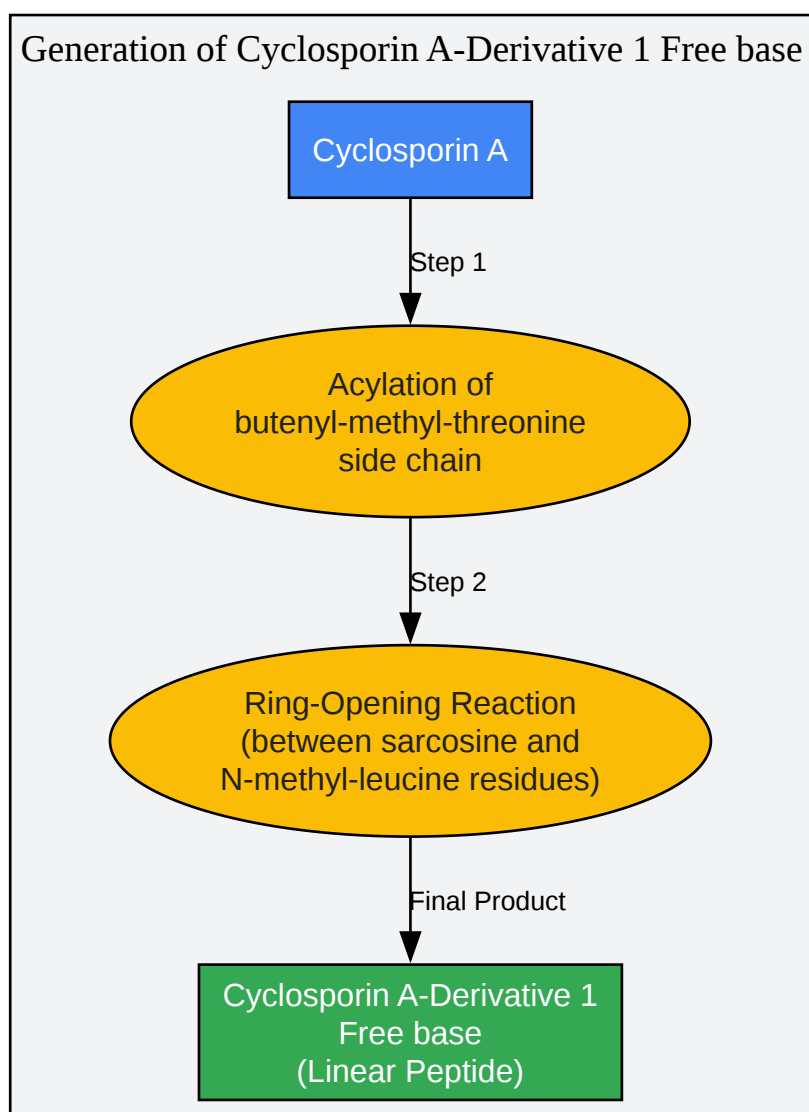 Generation of Cyclosporin A-Derivative 1 Free base
Cyclosporin A
Step 1
Acylation of
butenyl-methyl-threonine
side chain
Step 2
Ring-Opening Reaction
(between sarcosine and
N-methyl-leucine residues)
Final Product
Cyclosporin A-Derivative 1
Free base
(Linear Peptide)